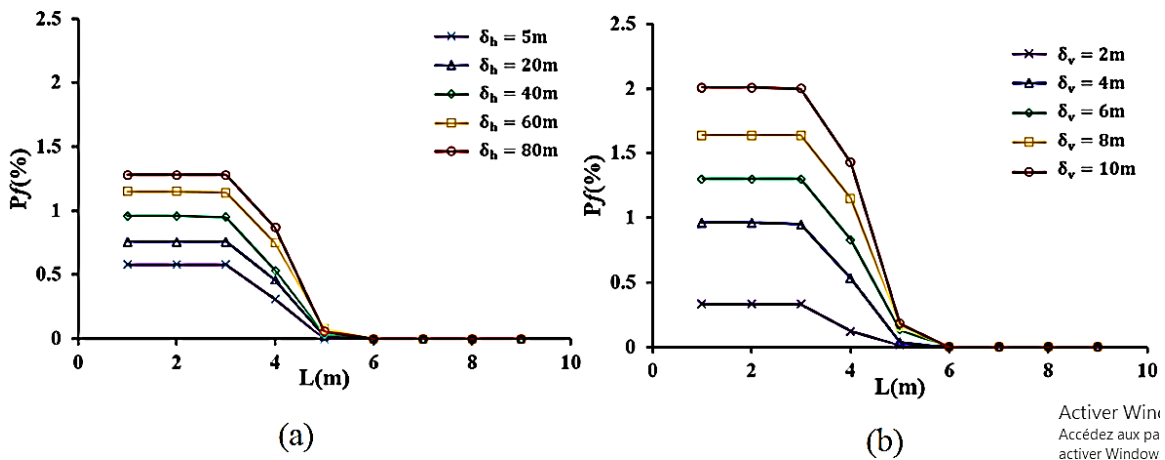 2.5
2
1.5
1
0.5
0
Pf(%)
0 2 4 6 8 10
L(m)
δh = 5m
δh = 20m
δh = 40m
δh = 60m
δh = 80m
(a)
2.5
2
1.5
1
0.5
0
Pf(%)
0 2 4 6 8 10
L(m)
δv = 2m
δv = 4m
δv = 6m
δv = 8m
δv = 10m
(b)
Activer Win
Accédez aux pa
activer Window